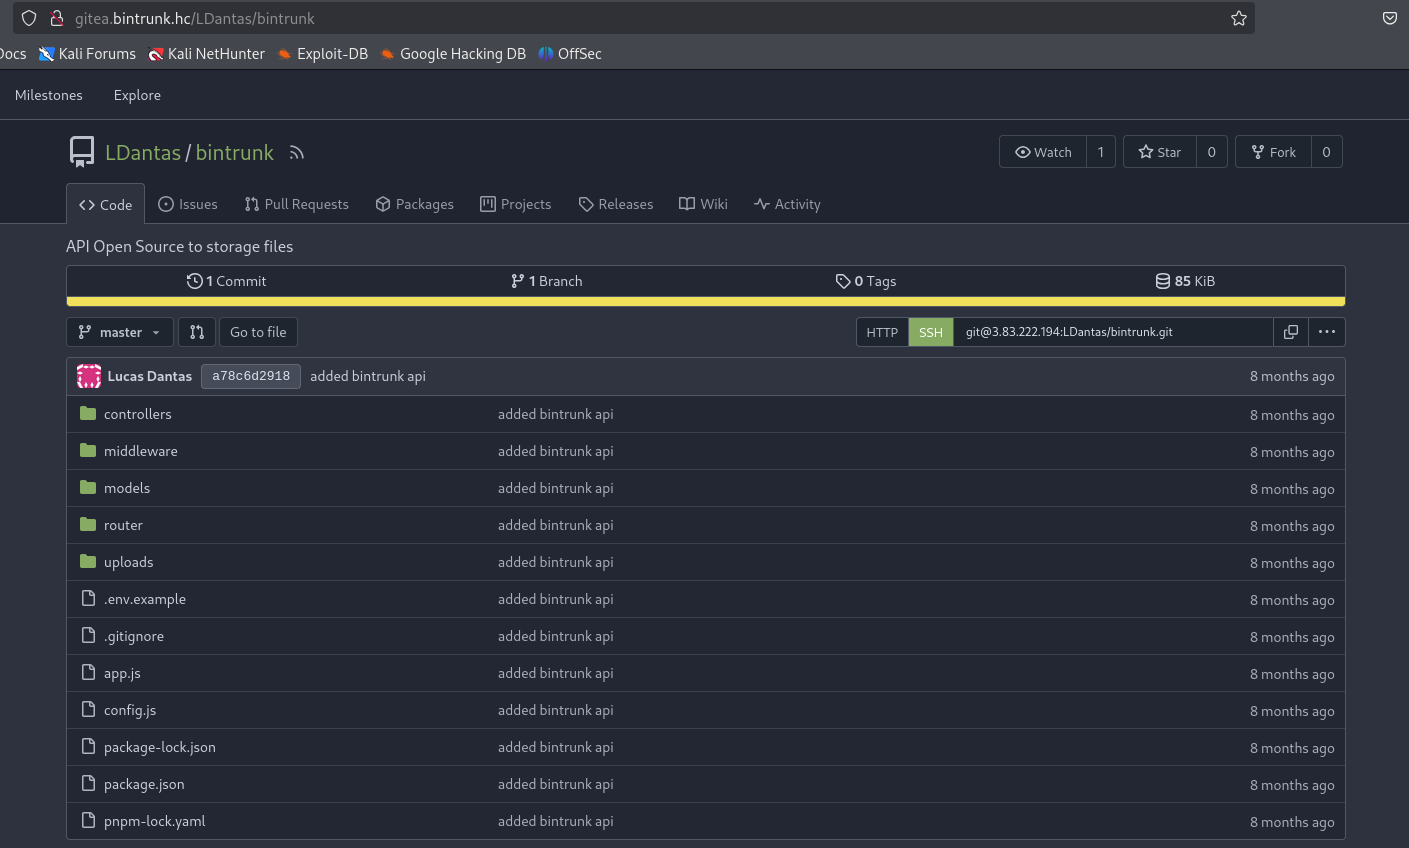 gitea.bintrunk.hc/LDantas/bintrunk
Docs Kali Forums Kali NetHunter Exploit-DB Google Hacking DB OffSec
Milestones Explore
LDantas / bintrunk Watch 1 Star 0 Fork 0
Code Issues Pull Requests Packages Projects Releases Wiki Activity
API Open Source to storage files
1 Commit 1 Branch 0 Tags 85 KiB
master Go to file HTTP SSH git@3.83.222.194:LDantas/bintrunk.git
Lucas Dantas a78c6d2918 added bintrunk api 8 months ago
controllers added bintrunk api 8 months ago
middleware added bintrunk api 8 months ago
models added bintrunk api 8 months ago
router added bintrunk api 8 months ago
uploads added bintrunk api 8 months ago
.env.example added bintrunk api 8 months ago
.gitignore added bintrunk api 8 months ago
app.js added bintrunk api 8 months ago
config.js added bintrunk api 8 months ago
package-lock.json added bintrunk api 8 months ago
package.json added bintrunk api 8 months ago
pnpm-lock.yaml added bintrunk api 8 months ago